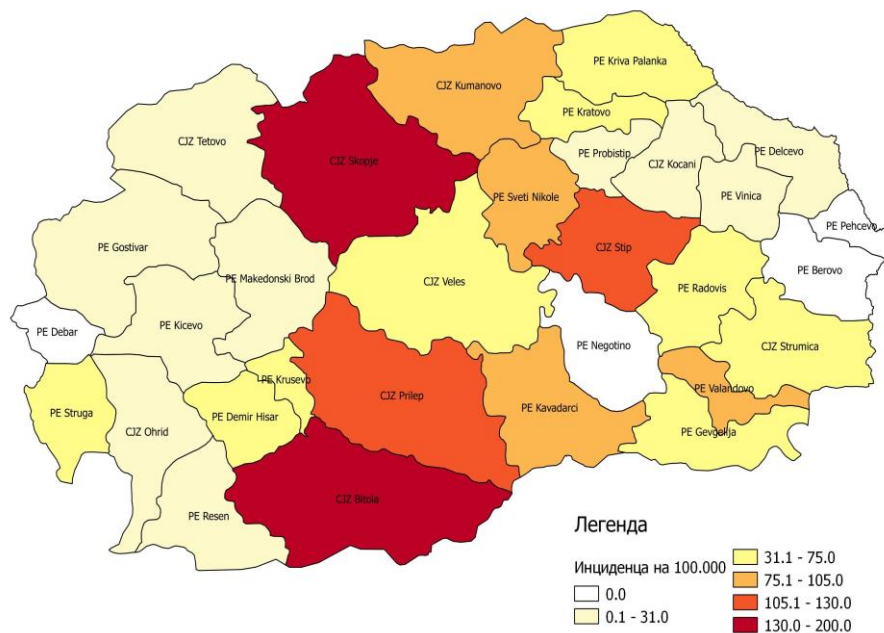 PE Kriva Palanka
CJZ Kumanovo
PE Kratovo
CJZ Tetovo
PE Probistip
PE Delcevo
CJZ Skopje
CJZ Kocani
PE Sveti Nikole
PE Vinica
PE Pehcevo
PE Gostivar
CJZ Stip
PE Berovo
PE Makedonski Brod
CJZ Veles
PE Radovis
PE Debar
PE Kicevo
PE Negotino
CJZ Strumica
PE Krusevo
PE Valandovo
CJZ Prilep
PE Struga
PE Demir Hisar
PE Kavadarci
CJZ Ohrid
PE Gevgelija
CJZ Bitola
PE Resen
Легенда
Инциденца на 100.000
0.0
0.1 - 31.0
31.1 - 75.0
75.1 - 105.0
105.1 - 130.0
130.0 - 200.0